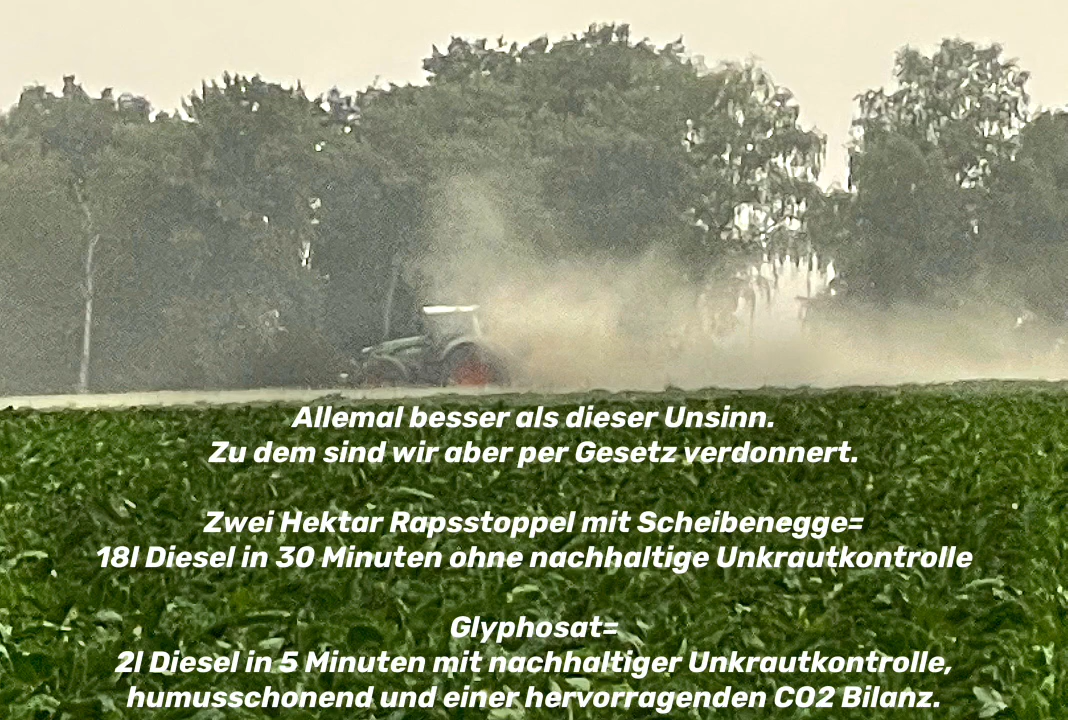 Allemal besser als dieser Unsinn.
Zu dem sind wir aber per Gesetz verdonnert.
Zwei Hektar Rapsstoppel mit Scheibenegge=
18l Diesel in 30 Minuten ohne nachhaltige Unkrautkontrolle
Glyphosat=
2l Diesel in 5 Minuten mit nachhaltiger Unkrautkontrolle,
humusschonend und einer hervorragenden CO2 Bilanz.